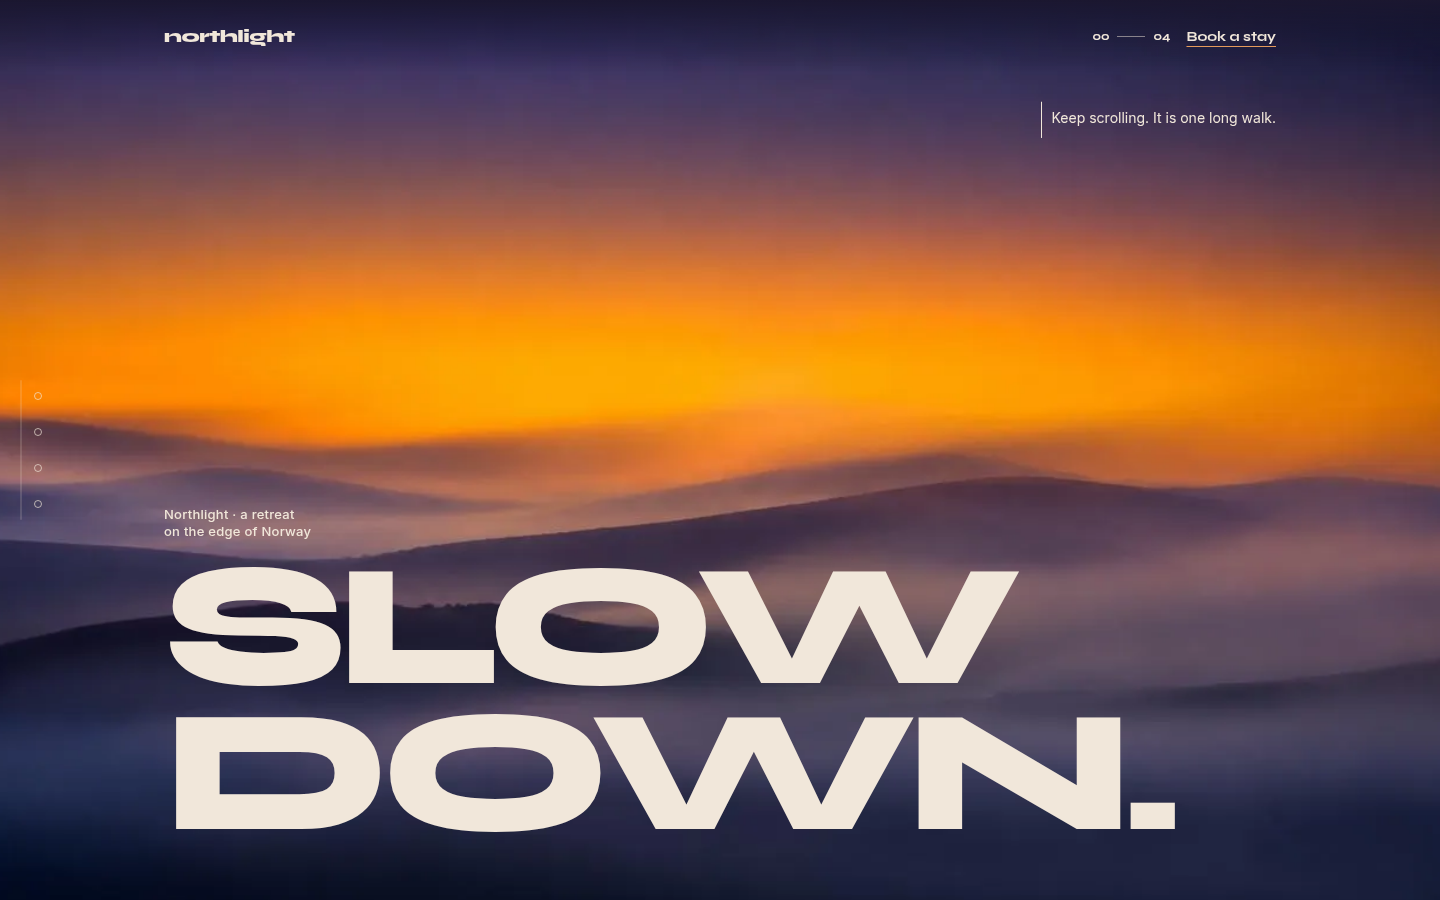 northlight
00 04 Book a stay
Keep scrolling. It is one long walk.
Northlight · a retreat
on the edge of Norway
SLOW
DOWN.